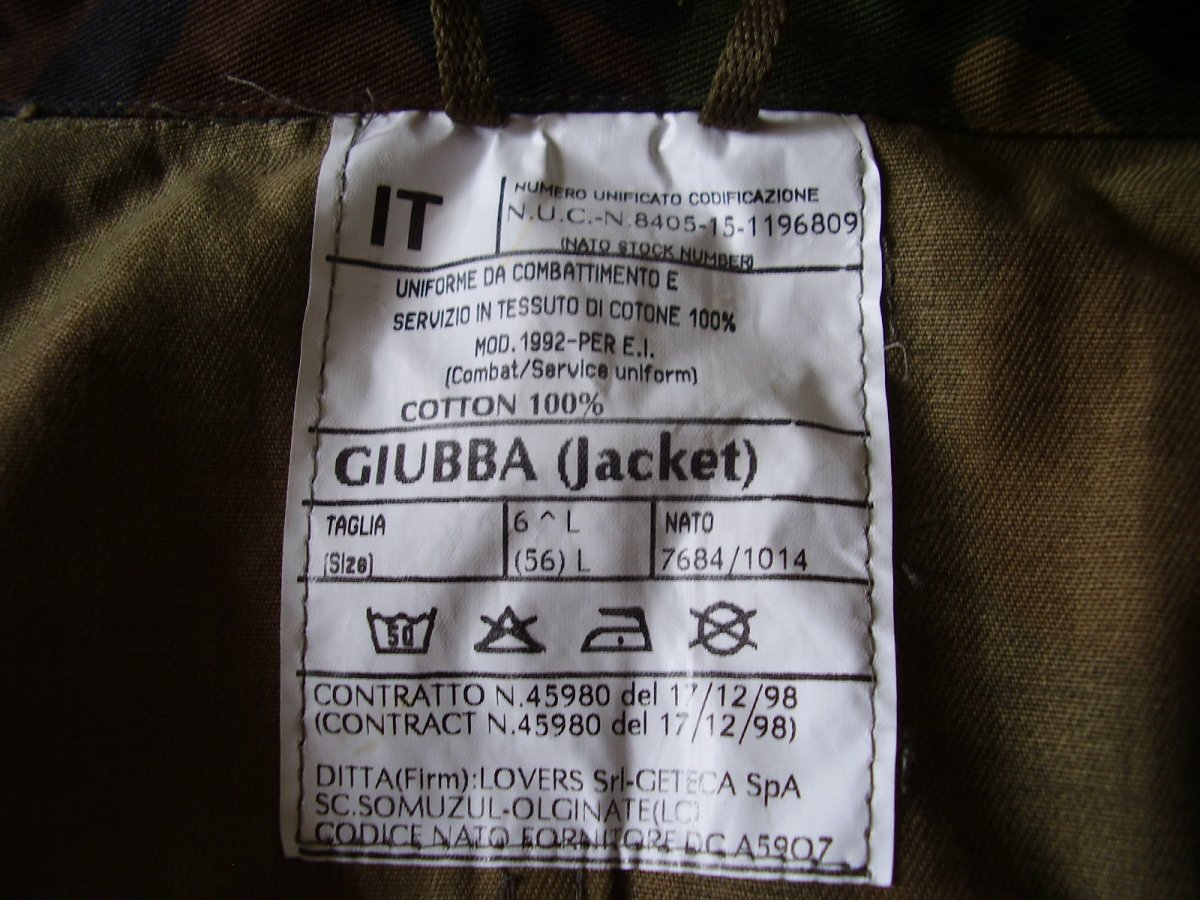 IT
NUMERO UNIFICATO CODIFICAZIONE
N.U.C.-N.8405-15-1196809
(NATO STOCK NUMBER)
UNIFORME DA COMBATTIMENTO E
SERVIZIO IN TESSUTO DI COTONE 100%
MOD.1992-PER E.I.
(Combat/Service uniform)
COTTON 100%
GIUBBA (Jacket)
TAGLIA 6 ^ L NATO
(Size) (56) L 7684/1014
50
CONTRATTO N.45980 del 17/12/98
(CONTRACT N.45980 del 17/12/98)
DITTA(Firm):LOVERS Srl-GETECA SpA
SC.SOMUZUL-OLGINATE(LC)
CODICE NATO FORNITORE DC A5907